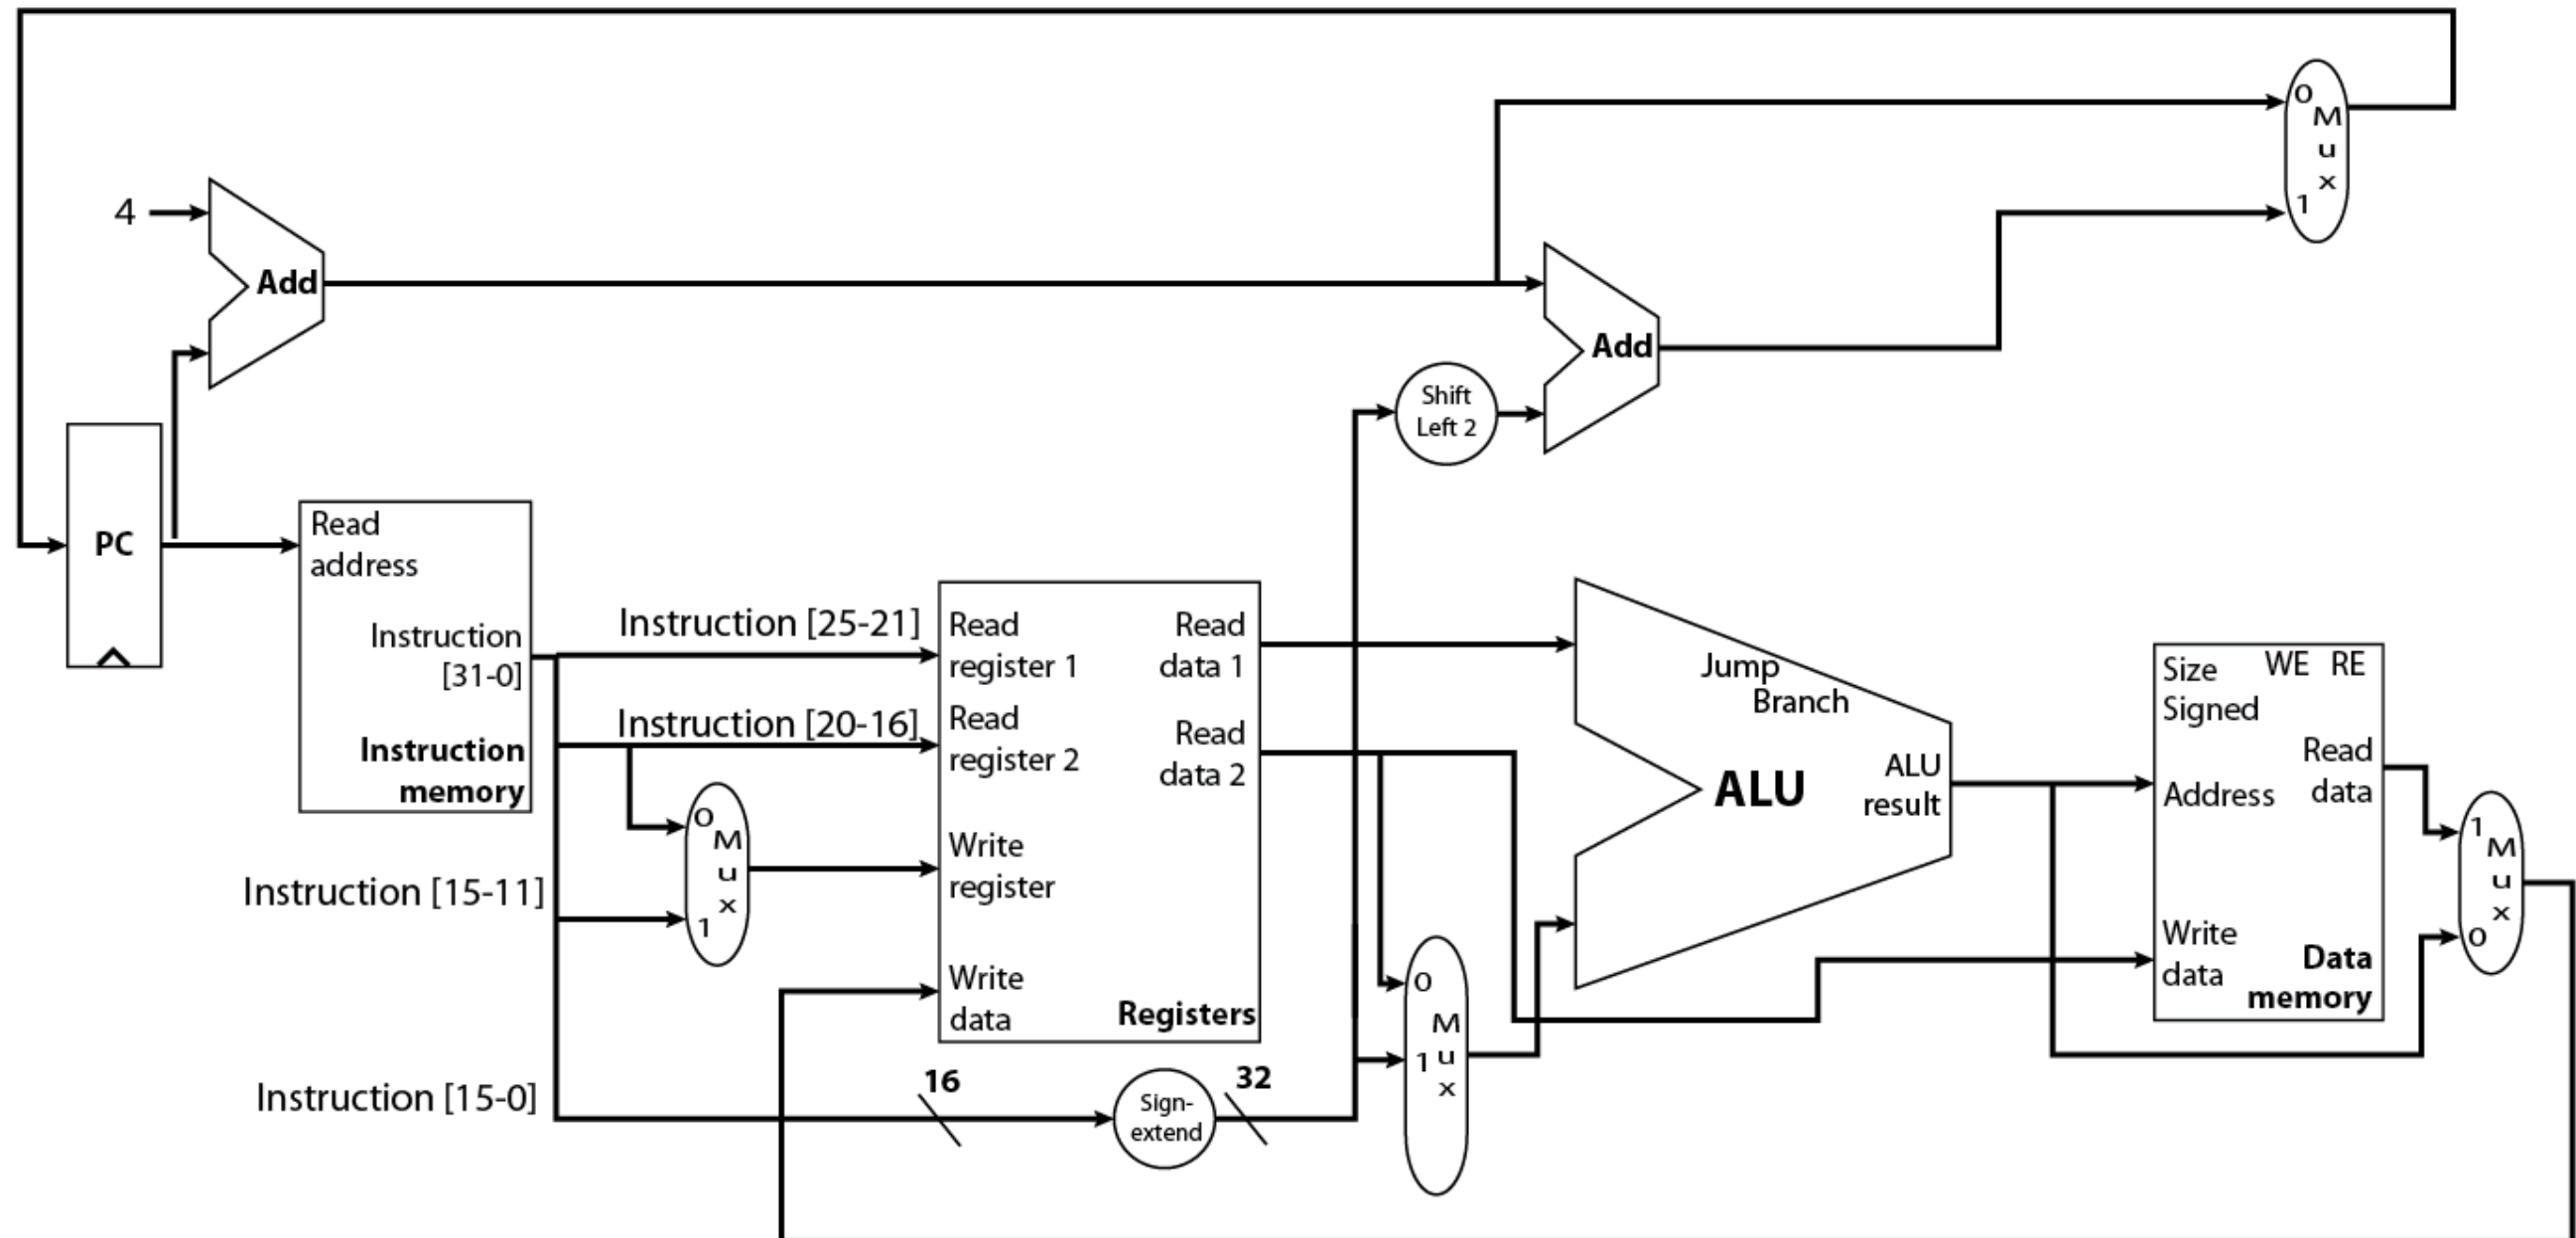 0
M
u
x
1
4
Add
Add
Shift
Left 2
PC
Read
address
Instruction
[31-0]
Instruction
memory
Instruction [25-21]
Instruction [20-16]
Instruction [15-11]
Instruction [15-0]
0
M
u
x
1
Read
register 1
Read
register 2
Write
register
Write
data
Read
data 1
Read
data 2
Registers
16
Sign-
extend
32
0
M
1 u
x
Jump
Branch
ALU
ALU
result
Size WE RE
Signed
Read
data
Address
Write
data
Data
memory
1
M
u
x
0